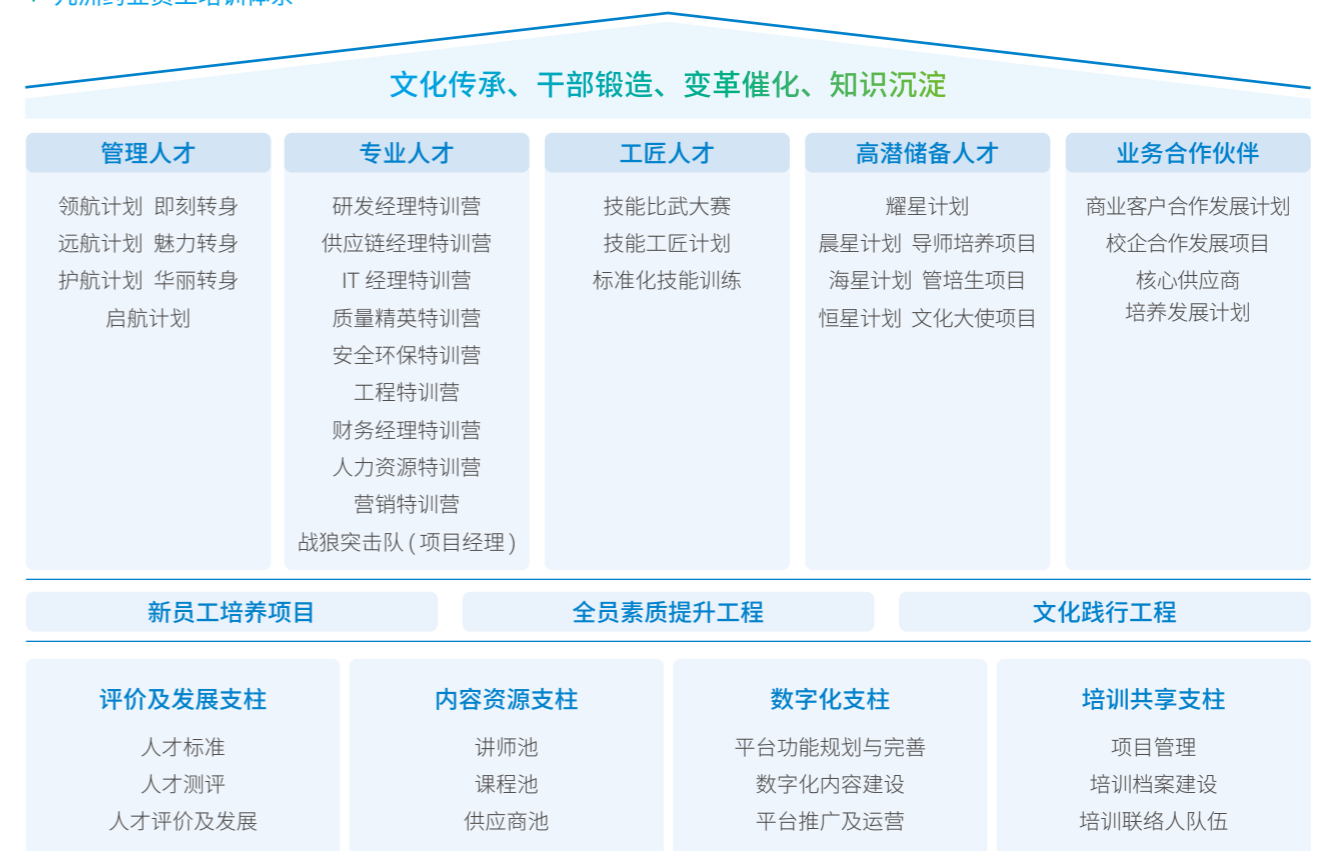 九洲药业员工培训体系
文化传承、干部锻造、变革催化、知识沉淀
管理人才
领航计划 即刻转身
远航计划 魅力转身
护航计划 华丽转身
启航计划
专业人才
研发经理特训营
供应链经理特训营
IT 经理特训营
质量精英特训营
安全环保特训营
工程特训营
财务经理特训营
人力资源特训营
营销特训营
战狼突击队(项目经理)
工匠人才
技能比武大赛
技能工匠计划
标准化技能训练
高潜储备人才
耀星计划
晨星计划 导师培养项目
海星计划 管培生项目
恒星计划 文化大使项目
业务合作伙伴
商业客户合作发展计划
校企合作发展项目
核心供应商
培养发展计划
新员工培养项目
全员素质提升工程
文化践行工程
评价及发展支柱
人才标准
人才测评
人才评价及发展
内容资源支柱
讲师池
课程池
供应商池
数字化支柱
平台功能规划与完善
数字化内容建设
平台推广及运营
培训共享支柱
项目管理
培训档案建设
培训联络人队伍